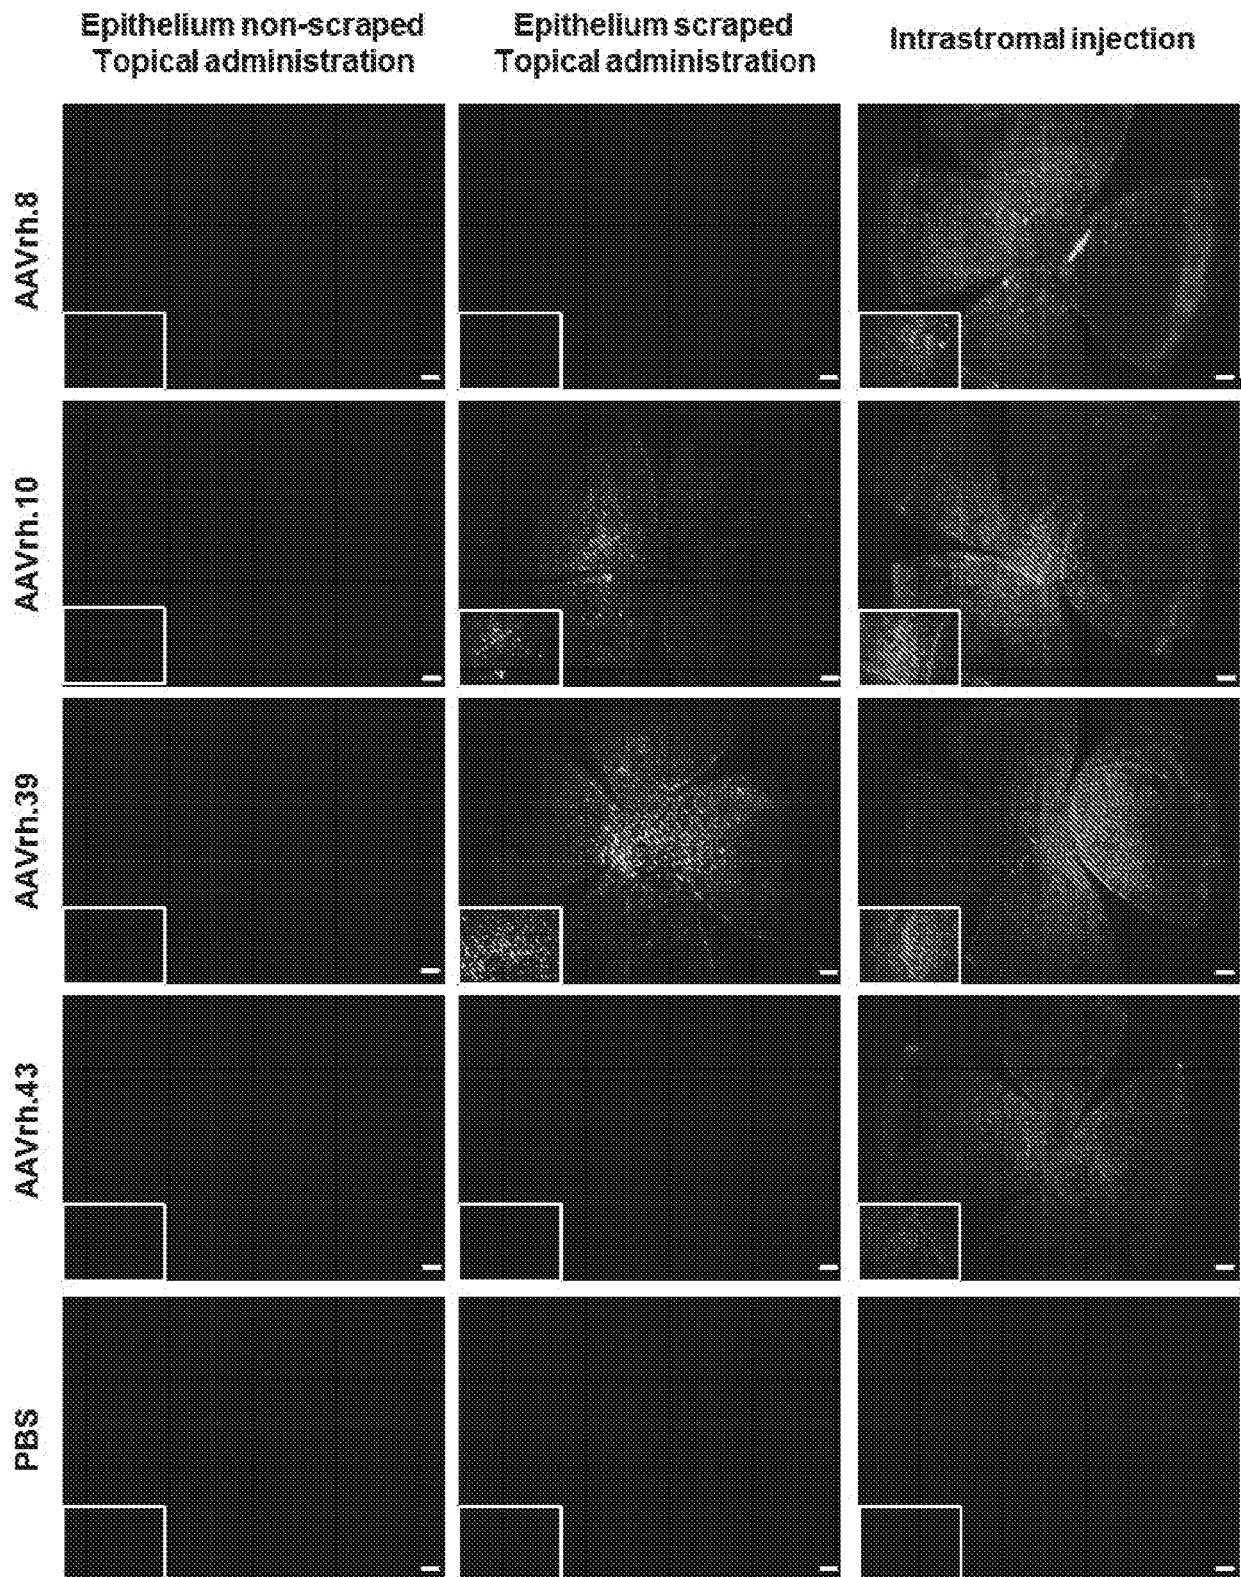 Epithelium non-scraped
Topical administration
Epithelium scraped
Topical administration
Intrastromal injection
AAVrh.8
AAVrh.10
AAVrh.39
AAVrh.43
PBS